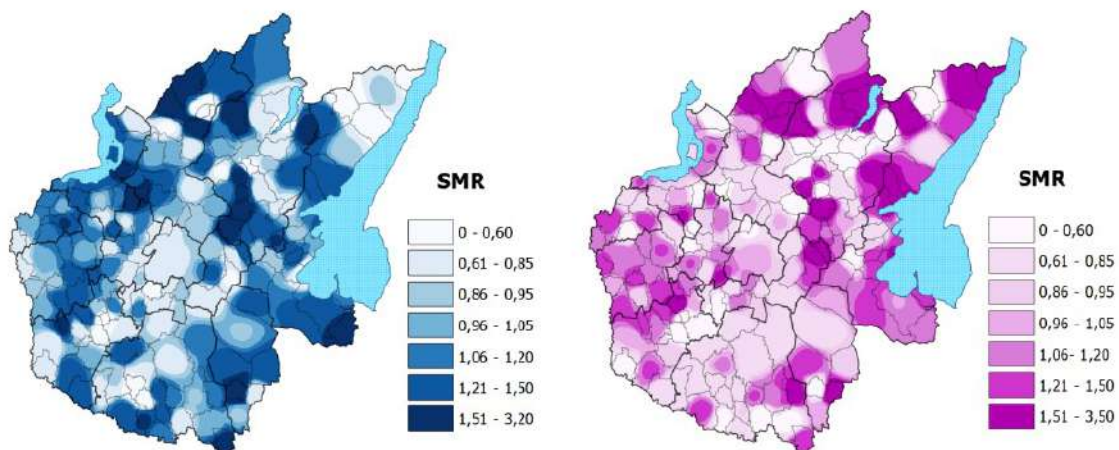 SMR
0 - 0,60
0,61 - 0,85
0,86 - 0,95
0,96 - 1,05
1,06 - 1,20
1,21 - 1,50
1,51 - 3,20
SMR
0 - 0,60
0,61 - 0,85
0,86 - 0,95
0,96 - 1,05
1,06- 1,20
1,21 - 1,50
1,51 - 3,50